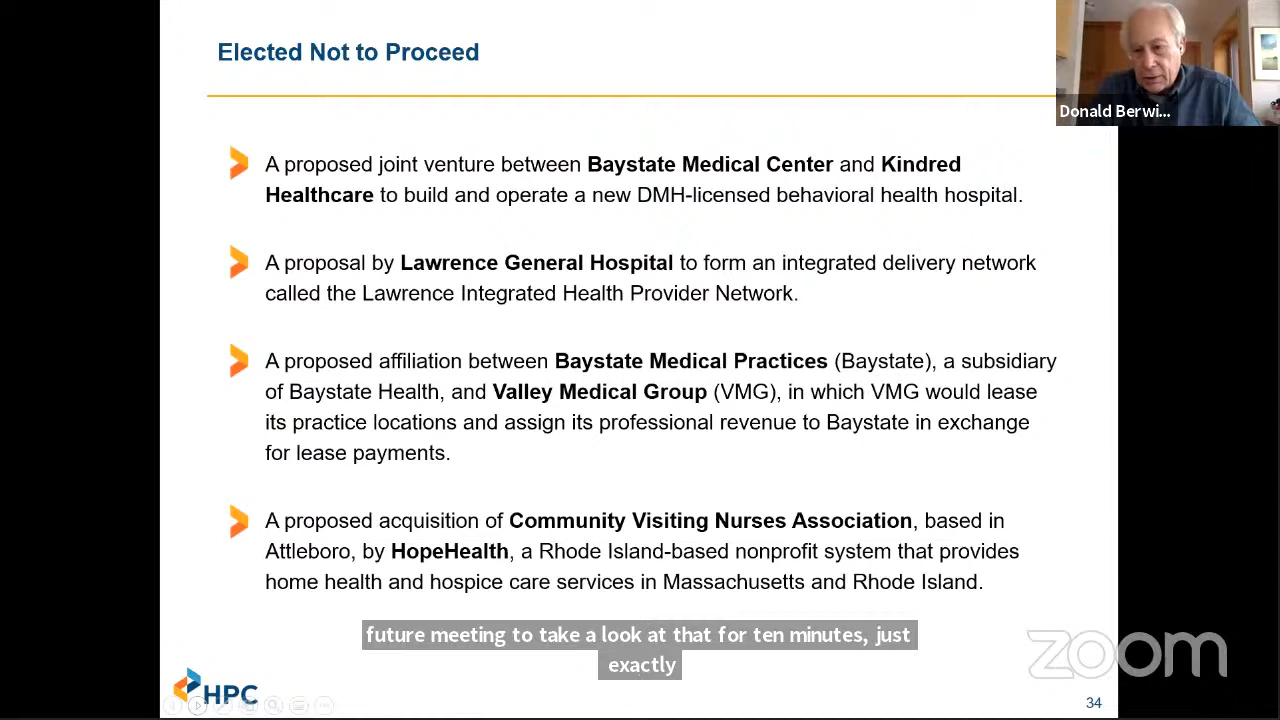 Elected Not to Proceed
Donald Berwi...
A proposed joint venture between Baystate Medical Center and Kindred
Healthcare to build and operate a new DMH-licensed behavioral health hospital.
A proposal by Lawrence General Hospital to form an integrated delivery network
called the Lawrence Integrated Health Provider Network.
A proposed affiliation between Baystate Medical Practices (Baystate), a subsidiary
of Baystate Health, and Valley Medical Group (VMG), in which VMG would lease
its practice locations and assign its professional revenue to Baystate in exchange
for lease payments.
A proposed acquisition of Community Visiting Nurses Association, based in
Attleboro, by HopeHealth, a Rhode Island-based nonprofit system that provides
home health and hospice care services in Massachusetts and Rhode Island.
future meeting to take a look at that for ten minutes, just
exactly
zoom
HPC
34